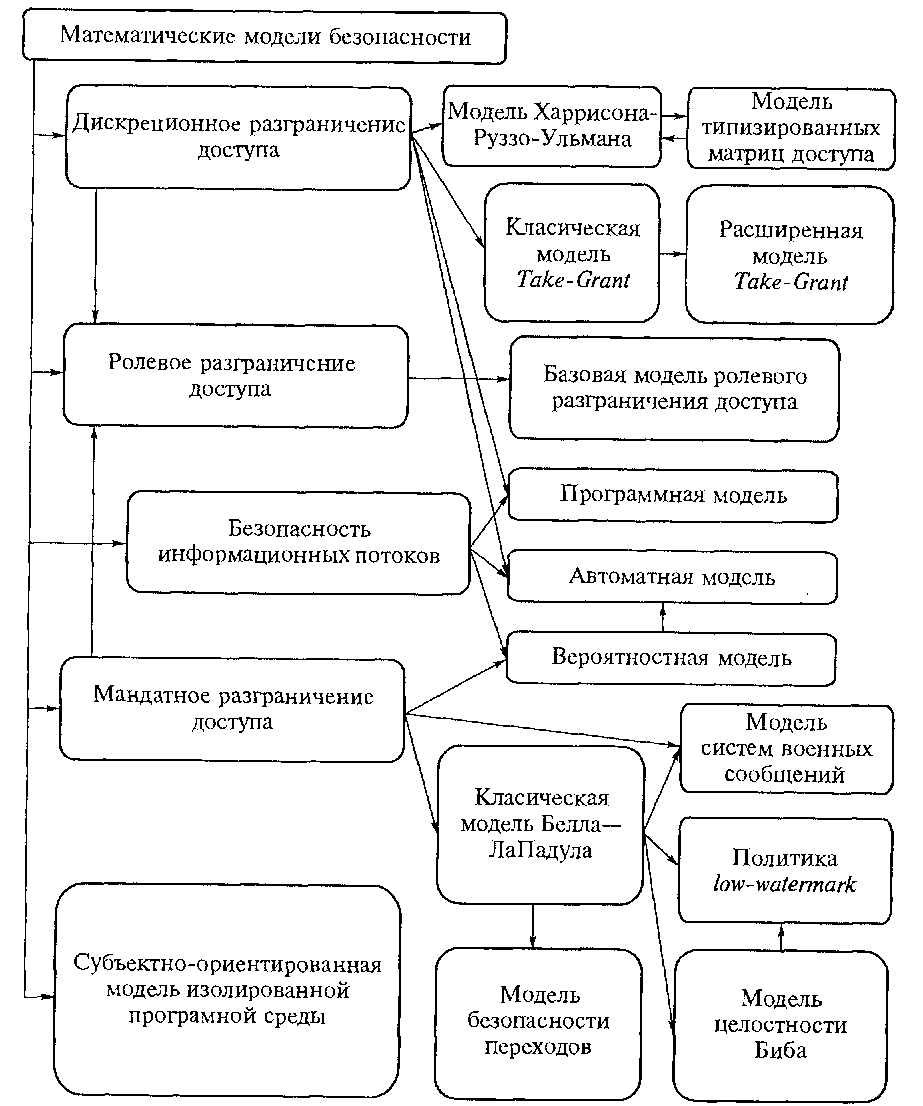 Математические модели безопасности
Дискреционное разграничение
доступа
Модель Харрисона-
Руззо-Ульмана
Модель
типизированных
матриц доступа
Класическая
модель
Take-Grant
Расширенная
модель
Take-Grant
Ролевое разграничение
доступа
Базовая модель ролевого
разграничения доступа
Безопасность
информационных потоков
Программная модель
Автоматная модель
Вероятностная модель
Мандатное разграничение
доступа
Модель
систем военных
сообщений
Класическая
модель Белла—
ЛаПадула
Политика
low-watermark
Субъектно-ориентированная
модель изолированной
програмной среды
Модель
безопасности
переходов
Модель
целостности
Биба